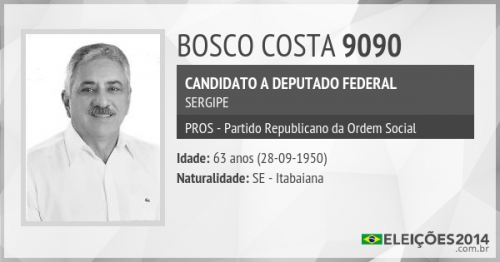 BOSCO COSTA 9090
CANDIDATO A DEPUTADO FEDERAL
SERGIPE
PROS - Partido Republicano da Ordem Social
Idade: 63 anos (28-09-1950)
Naturalidade: SE - Itabaiana
ELEIÇÕES2014
.com.br